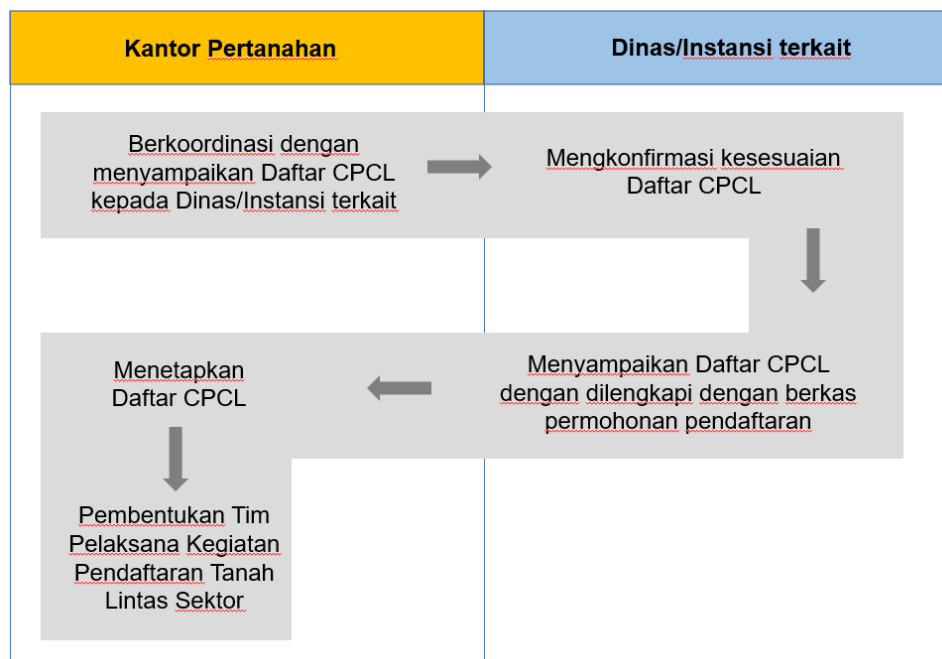 Kantor Pertanahan
Dinas/Instansi terkait
Berkoordinasi dengan
menyampaikan Daftar CPCL
kepada Dinas/Instansi terkait
Mengkonfirmasi kesesuaian
Daftar CPCL
Menyampaikan Daftar CPCL
dengan dilengkapi dengan berkas
permohonan pendaftaran
Menetapkan
Daftar CPCL
Pembentukan Tim
Pelaksana Kegiatan
Pendaftaran Tanah
Lintas Sektor